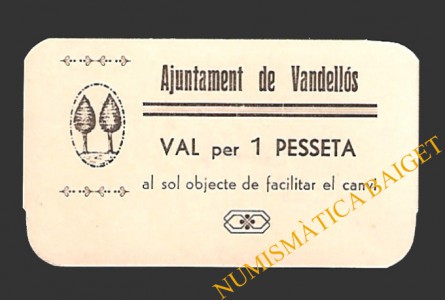 Ajuntament de Vandellós
VAL per 1 PESSETA
al sol objecte de facilitar el canvi
NUMISMÀTICA BAIGET